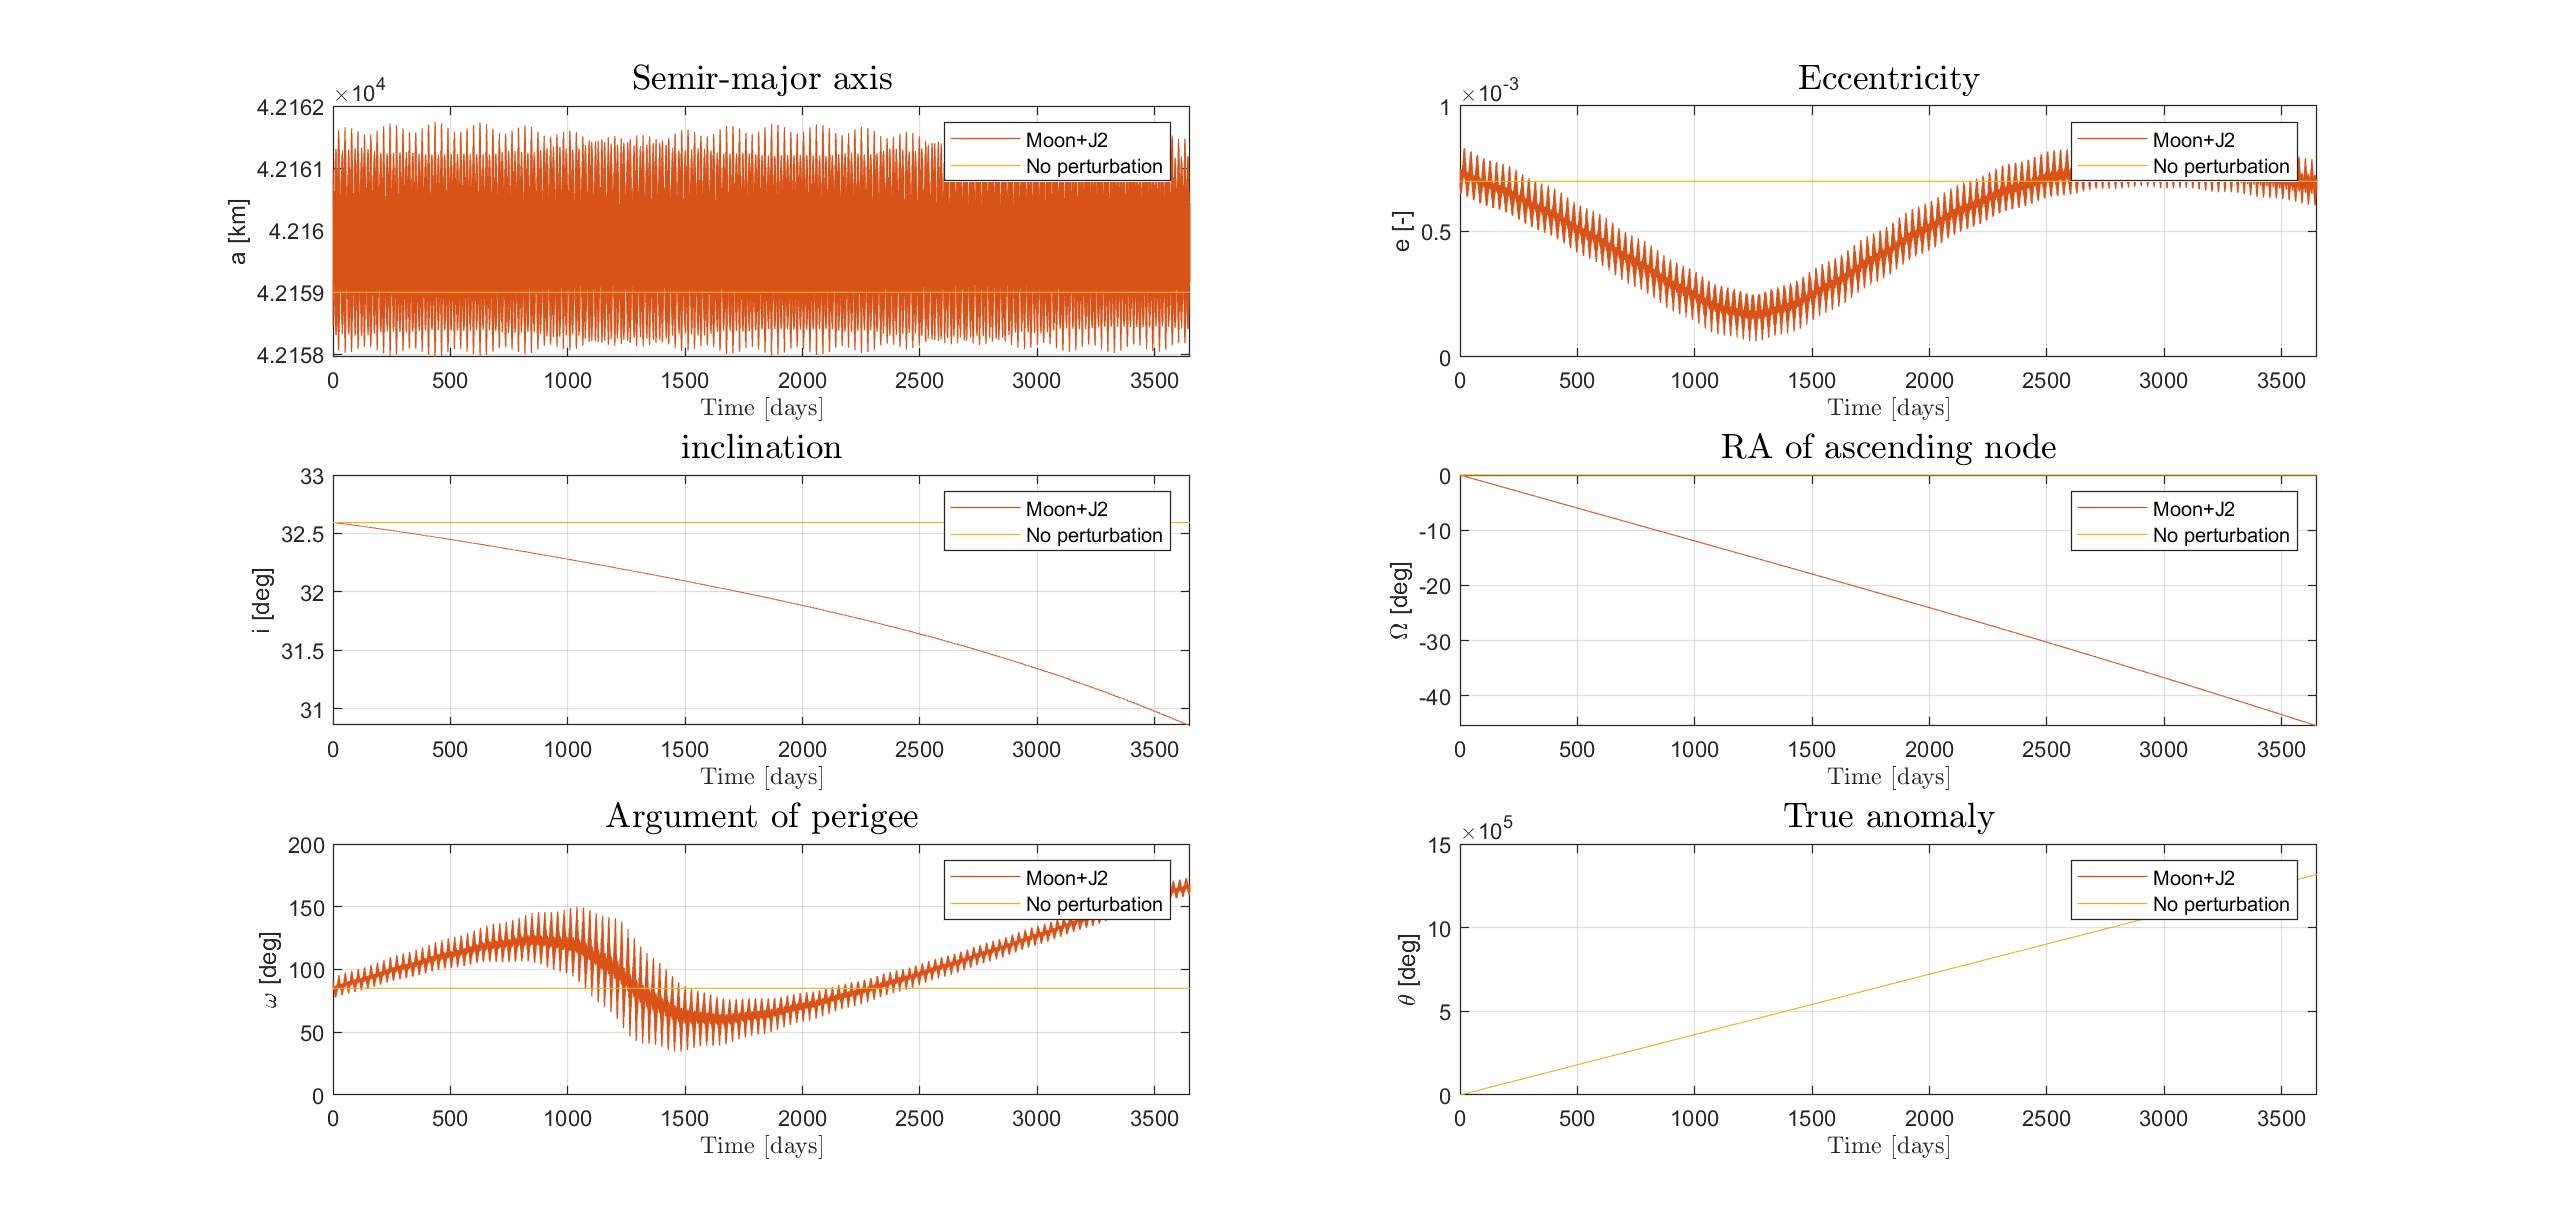 Semir-major axis
×10⁴
4.2162
4.2161
4.216
4.2159
4.2158
a [km]
Moon+J2
No perturbation
0 500 1000 1500 2000 2500 3000 3500
Time [days]
Eccentricity
×10⁻³
1
0.5
0
e [-]
Moon+J2
No perturbation
0 500 1000 1500 2000 2500 3000 3500
Time [days]
inclination
33
32.5
32
31.5
31
i [deg]
Moon+J2
No perturbation
0 500 1000 1500 2000 2500 3000 3500
Time [days]
RA of ascending node
0
-10
-20
-30
-40
Ω [deg]
Moon+J2
No perturbation
0 500 1000 1500 2000 2500 3000 3500
Time [days]
Argument of perigee
200
150
100
50
0
ω [deg]
Moon+J2
No perturbation
0 500 1000 1500 2000 2500 3000 3500
Time [days]
True anomaly
×10⁵
15
10
5
0
θ [deg]
Moon+J2
No perturbation
0 500 1000 1500 2000 2500 3000 3500
Time [days]